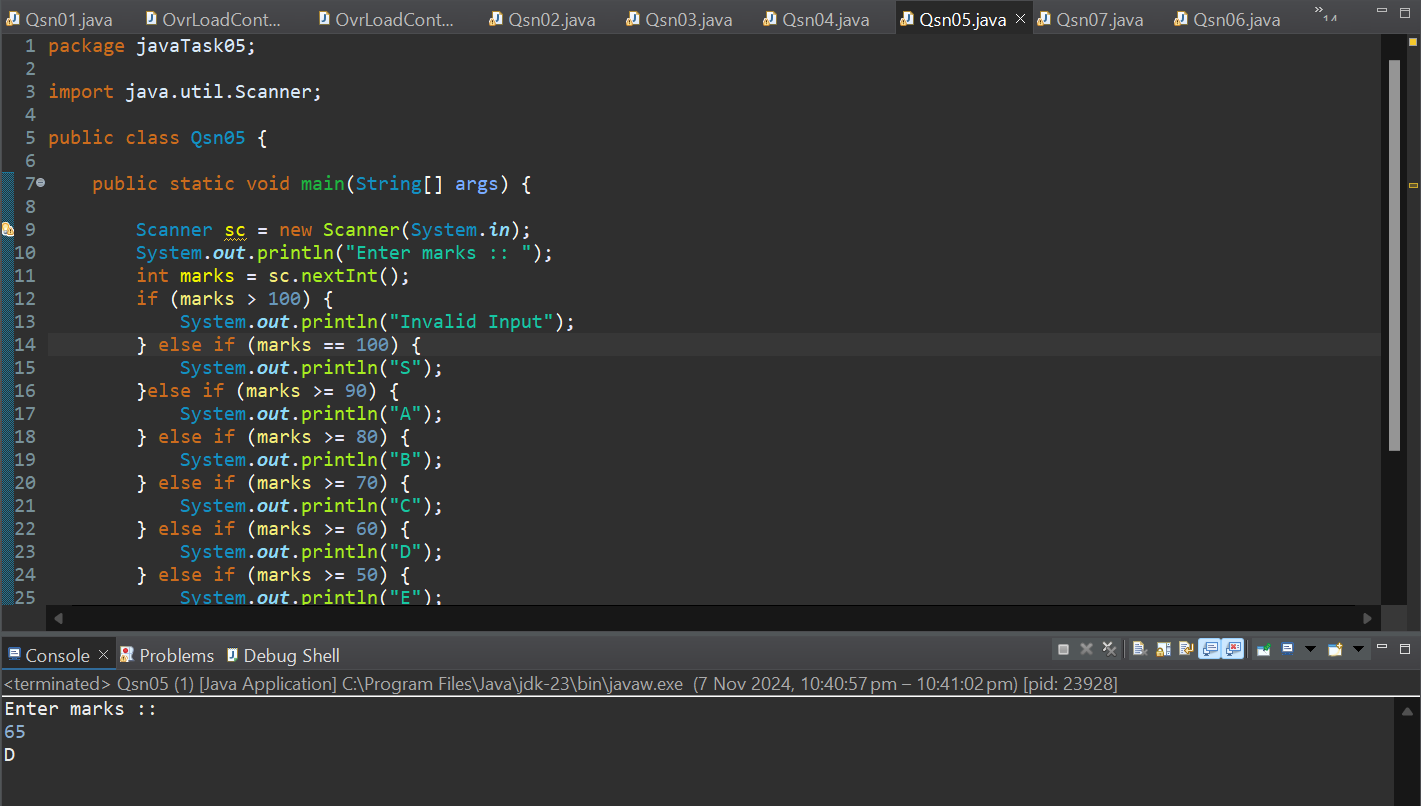 Qsn01.java OvrLoadCont... OvrLoadCont... Qsn02.java Qsn03.java Qsn04.java Qsn05.java Qsn07.java Qsn06.java »14
1 package javaTask05;
2
3 import java.util.Scanner;
4
5 public class Qsn05 {
6
7 public static void main(String[] args) {
8
9 Scanner sc = new Scanner(System.in);
10 System.out.println("Enter marks :: ");
11 int marks = sc.nextInt();
12 if (marks > 100) {
13 System.out.println("Invalid Input");
14 } else if (marks == 100) {
15 System.out.println("S");
16 }else if (marks >= 90) {
17 System.out.println("A");
18 } else if (marks >= 80) {
19 System.out.println("B");
20 } else if (marks >= 70) {
21 System.out.println("C");
22 } else if (marks >= 60) {
23 System.out.println("D");
24 } else if (marks >= 50) {
25 System.out.println("E");
Console Problems Debug Shell
<terminated> Qsn05 (1) [Java Application] C:\Program Files\Java\jdk-23\bin\javaw.exe (7 Nov 2024, 10:40:57 pm – 10:41:02 pm) [pid: 23928]
Enter marks ::
65
D